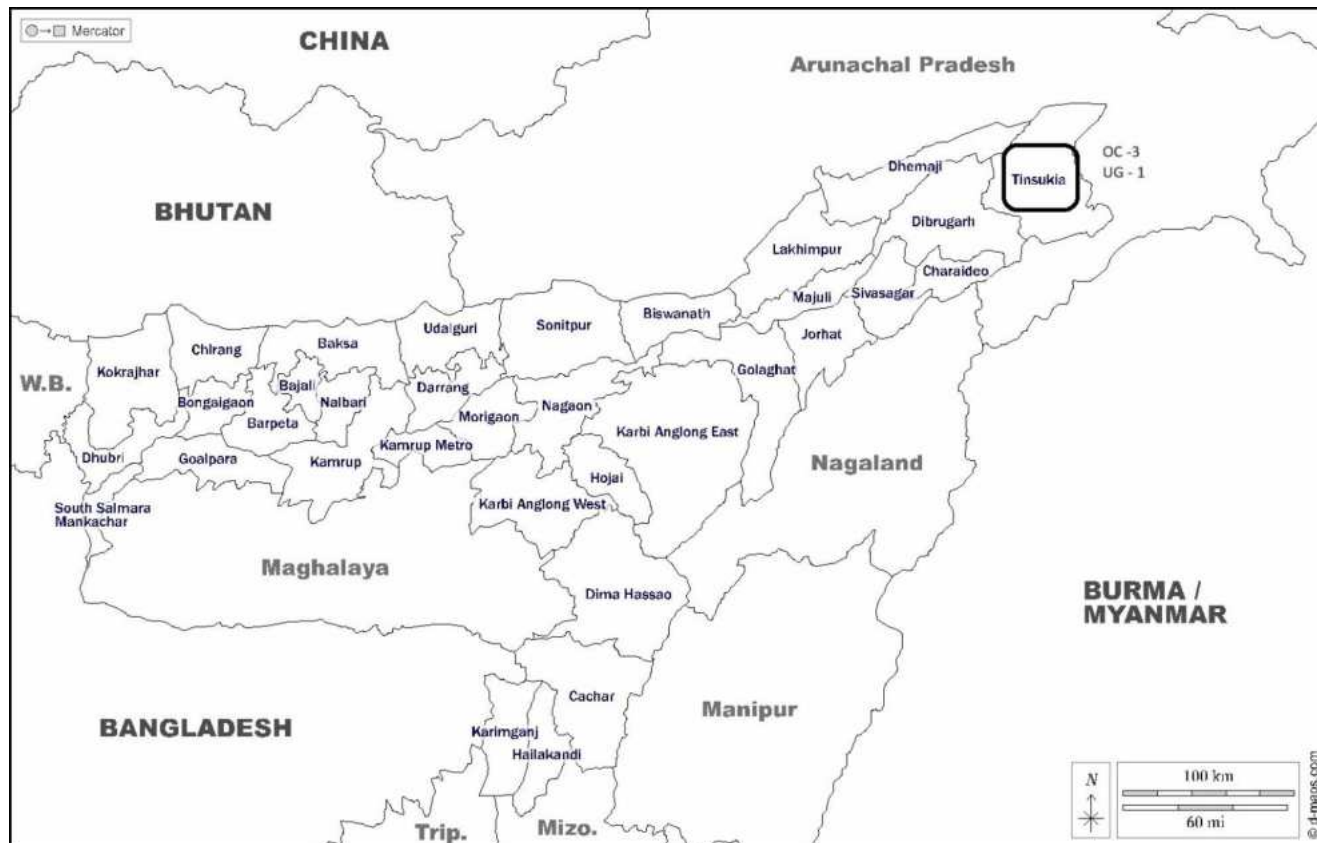 Mercator
CHINA
Arunachal Pradesh
OC -3
UG - 1
Dhemaji
Tinsukia
BHUTAN
Dibrugarh
Lakhimpur
Charaideo
Majuli
Sivasagar
Biswanath
Udalguri
Sonitpur
Jorhat
Chirang
Baksa
W.B.
Kokrajhar
Golaghat
Bajali
Darrang
Bongaigaon
Nalbari
Nagaon
Morigaon
Barpeta
Karbi Anglong East
Kamrup Metro
Dhubri
Goalpara
Kamrup
Nagaland
Hojai
Karbi Anglong West
South Salmara
Mankachar
Maghalaya
Dima Hassao
BURMA /
MYANMAR
Cachar
Manipur
BANGLADESH
Karimganj
Hailakandi
N
100 km
60 mi
Trip.
Mizo.
© d-maps.com